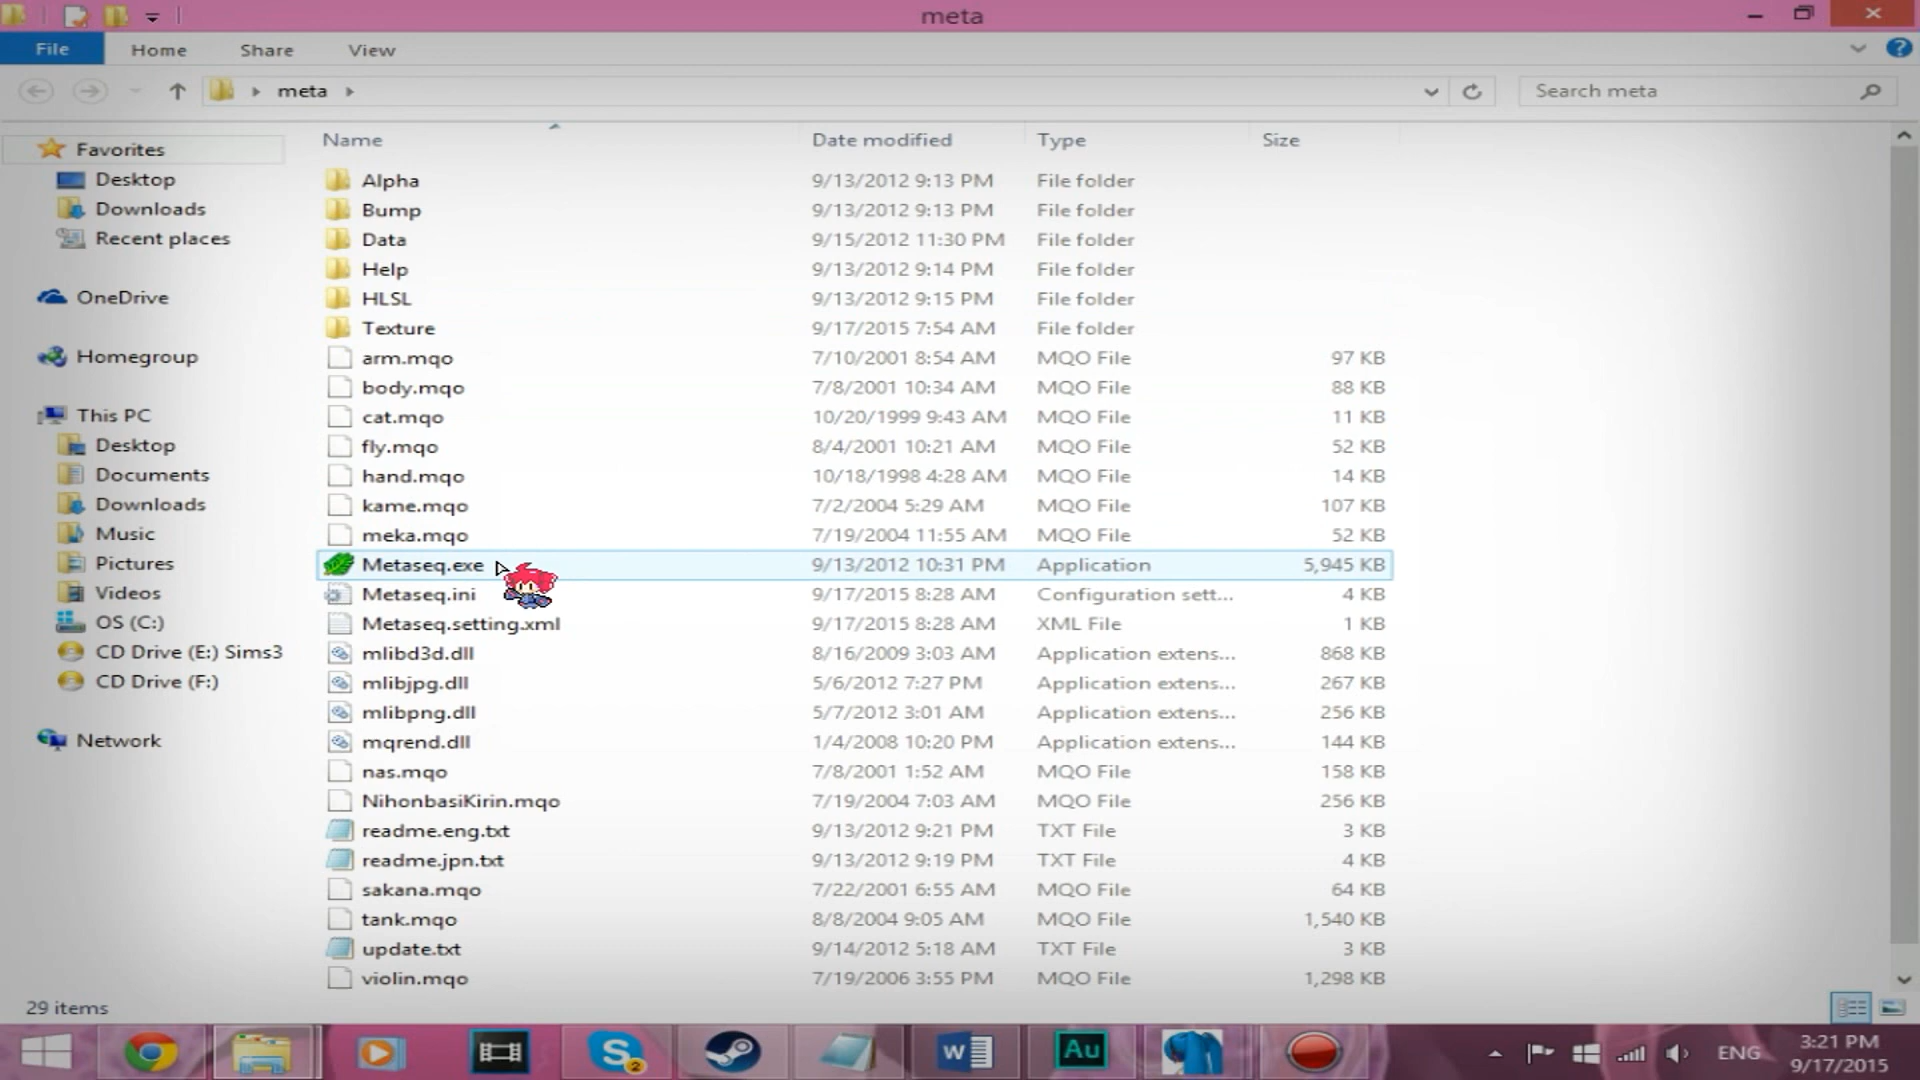 meta
File Home Share View
meta
Search meta
Name Date modified Type Size
Favorites
Desktop
Downloads
Recent places
OneDrive
Homegroup
This PC
Desktop
Documents
Downloads
Music
Pictures
Videos
OS (C:)
CD Drive (E:) Sims3
CD Drive (F:)
Network
Alpha 9/13/2012 9:13 PM File folder
Bump 9/13/2012 9:13 PM File folder
Data 9/15/2012 11:30 PM File folder
Help 9/13/2012 9:14 PM File folder
HLSL 9/13/2012 9:15 PM File folder
Texture 9/17/2015 7:54 AM File folder
arm.mqo 7/10/2001 8:54 AM MQO File 97 KB
body.mqo 7/8/2001 10:34 AM MQO File 88 KB
cat.mqo 10/20/1999 9:43 AM MQO File 11 KB
fly.mqo 8/4/2001 10:21 AM MQO File 52 KB
hand.mqo 10/18/1998 4:28 AM MQO File 14 KB
kame.mqo 7/2/2004 5:29 AM MQO File 107 KB
meka.mqo 7/19/2004 11:55 AM MQO File 52 KB
Metaseq.exe 9/13/2012 10:31 PM Application 5,945 KB
Metaseq.ini 9/17/2015 8:28 AM Configuration sett... 4 KB
Metaseq.setting.xml 9/17/2015 8:28 AM XML File 1 KB
mlibd3d.dll 8/16/2009 3:03 AM Application extens... 868 KB
mlibjpg.dll 5/6/2012 7:27 PM Application extens... 267 KB
mlibpng.dll 5/7/2012 3:01 AM Application extens... 256 KB
mqrend.dll 1/4/2008 10:20 PM Application extens... 144 KB
nas.mqo 7/8/2001 1:52 AM MQO File 158 KB
NihonbasiKirin.mqo 7/19/2004 7:03 AM MQO File 256 KB
readme.eng.txt 9/13/2012 9:21 PM TXT File 3 KB
readme.jpn.txt 9/13/2012 9:19 PM TXT File 4 KB
sakana.mqo 7/22/2001 6:55 AM MQO File 64 KB
tank.mqo 8/8/2004 9:05 AM MQO File 1,540 KB
update.txt 9/14/2012 5:18 AM TXT File 3 KB
violin.mqo 7/19/2006 3:55 PM MQO File 1,298 KB
29 items
S 2 W Au ENG 3:21 PM
9/17/2015